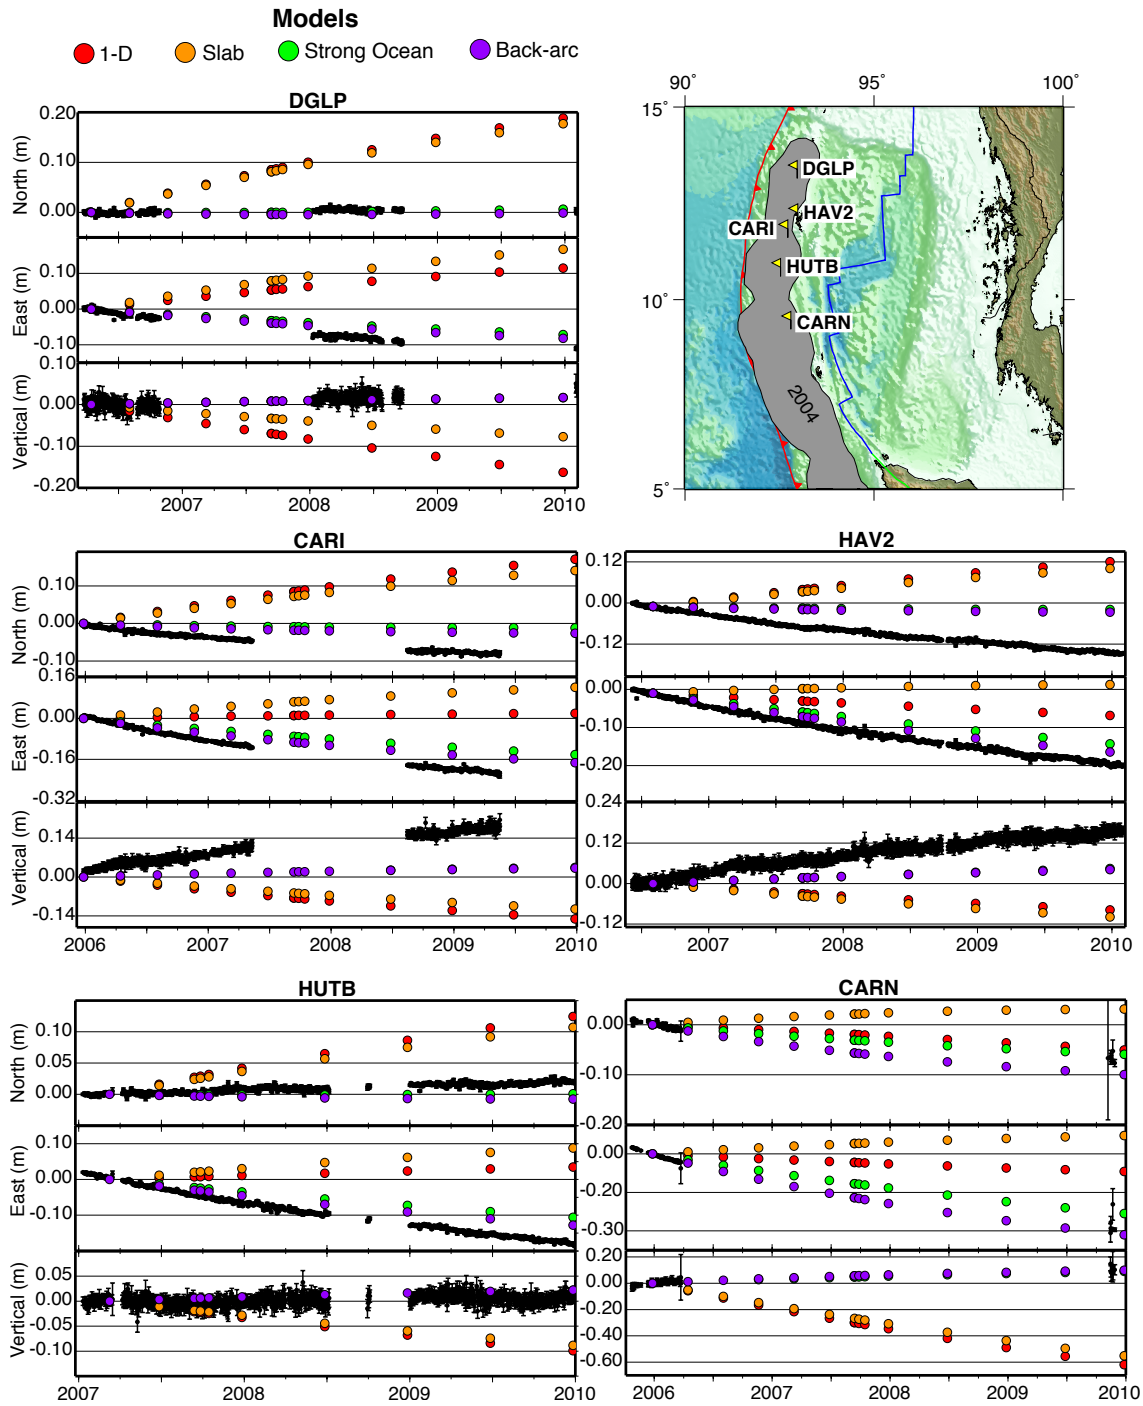 Models
1-D Slab Strong Ocean Back-arc
DGLP
0.20
0.10
0.00
North (m)
0.10
0.00
-0.10
East (m)
0.10
0.00
-0.10
-0.20
Vertical (m)
2007 2008 2009 2010
90° 95° 100°
15°
10°
5°
DGLP
HAV2
CARI
HUTB
CARN
2004
CARI
0.10
0.00
-0.10
North (m)
0.16
0.00
-0.16
-0.32
East (m)
0.14
0.00
-0.14
Vertical (m)
2006 2007 2008 2009 2010
HAV2
0.12
0.00
-0.12
0.00
-0.10
-0.20
0.24
0.12
0.00
-0.12
2007 2008 2009 2010
HUTB
0.10
0.05
0.00
North (m)
0.10
0.00
-0.10
East (m)
0.05
0.00
-0.05
-0.10
Vertical (m)
2007 2008 2009 2010
CARN
0.00
-0.10
-0.20
0.00
-0.20
-0.30
0.20
0.00
-0.20
-0.40
-0.60
2006 2007 2008 2009 2010